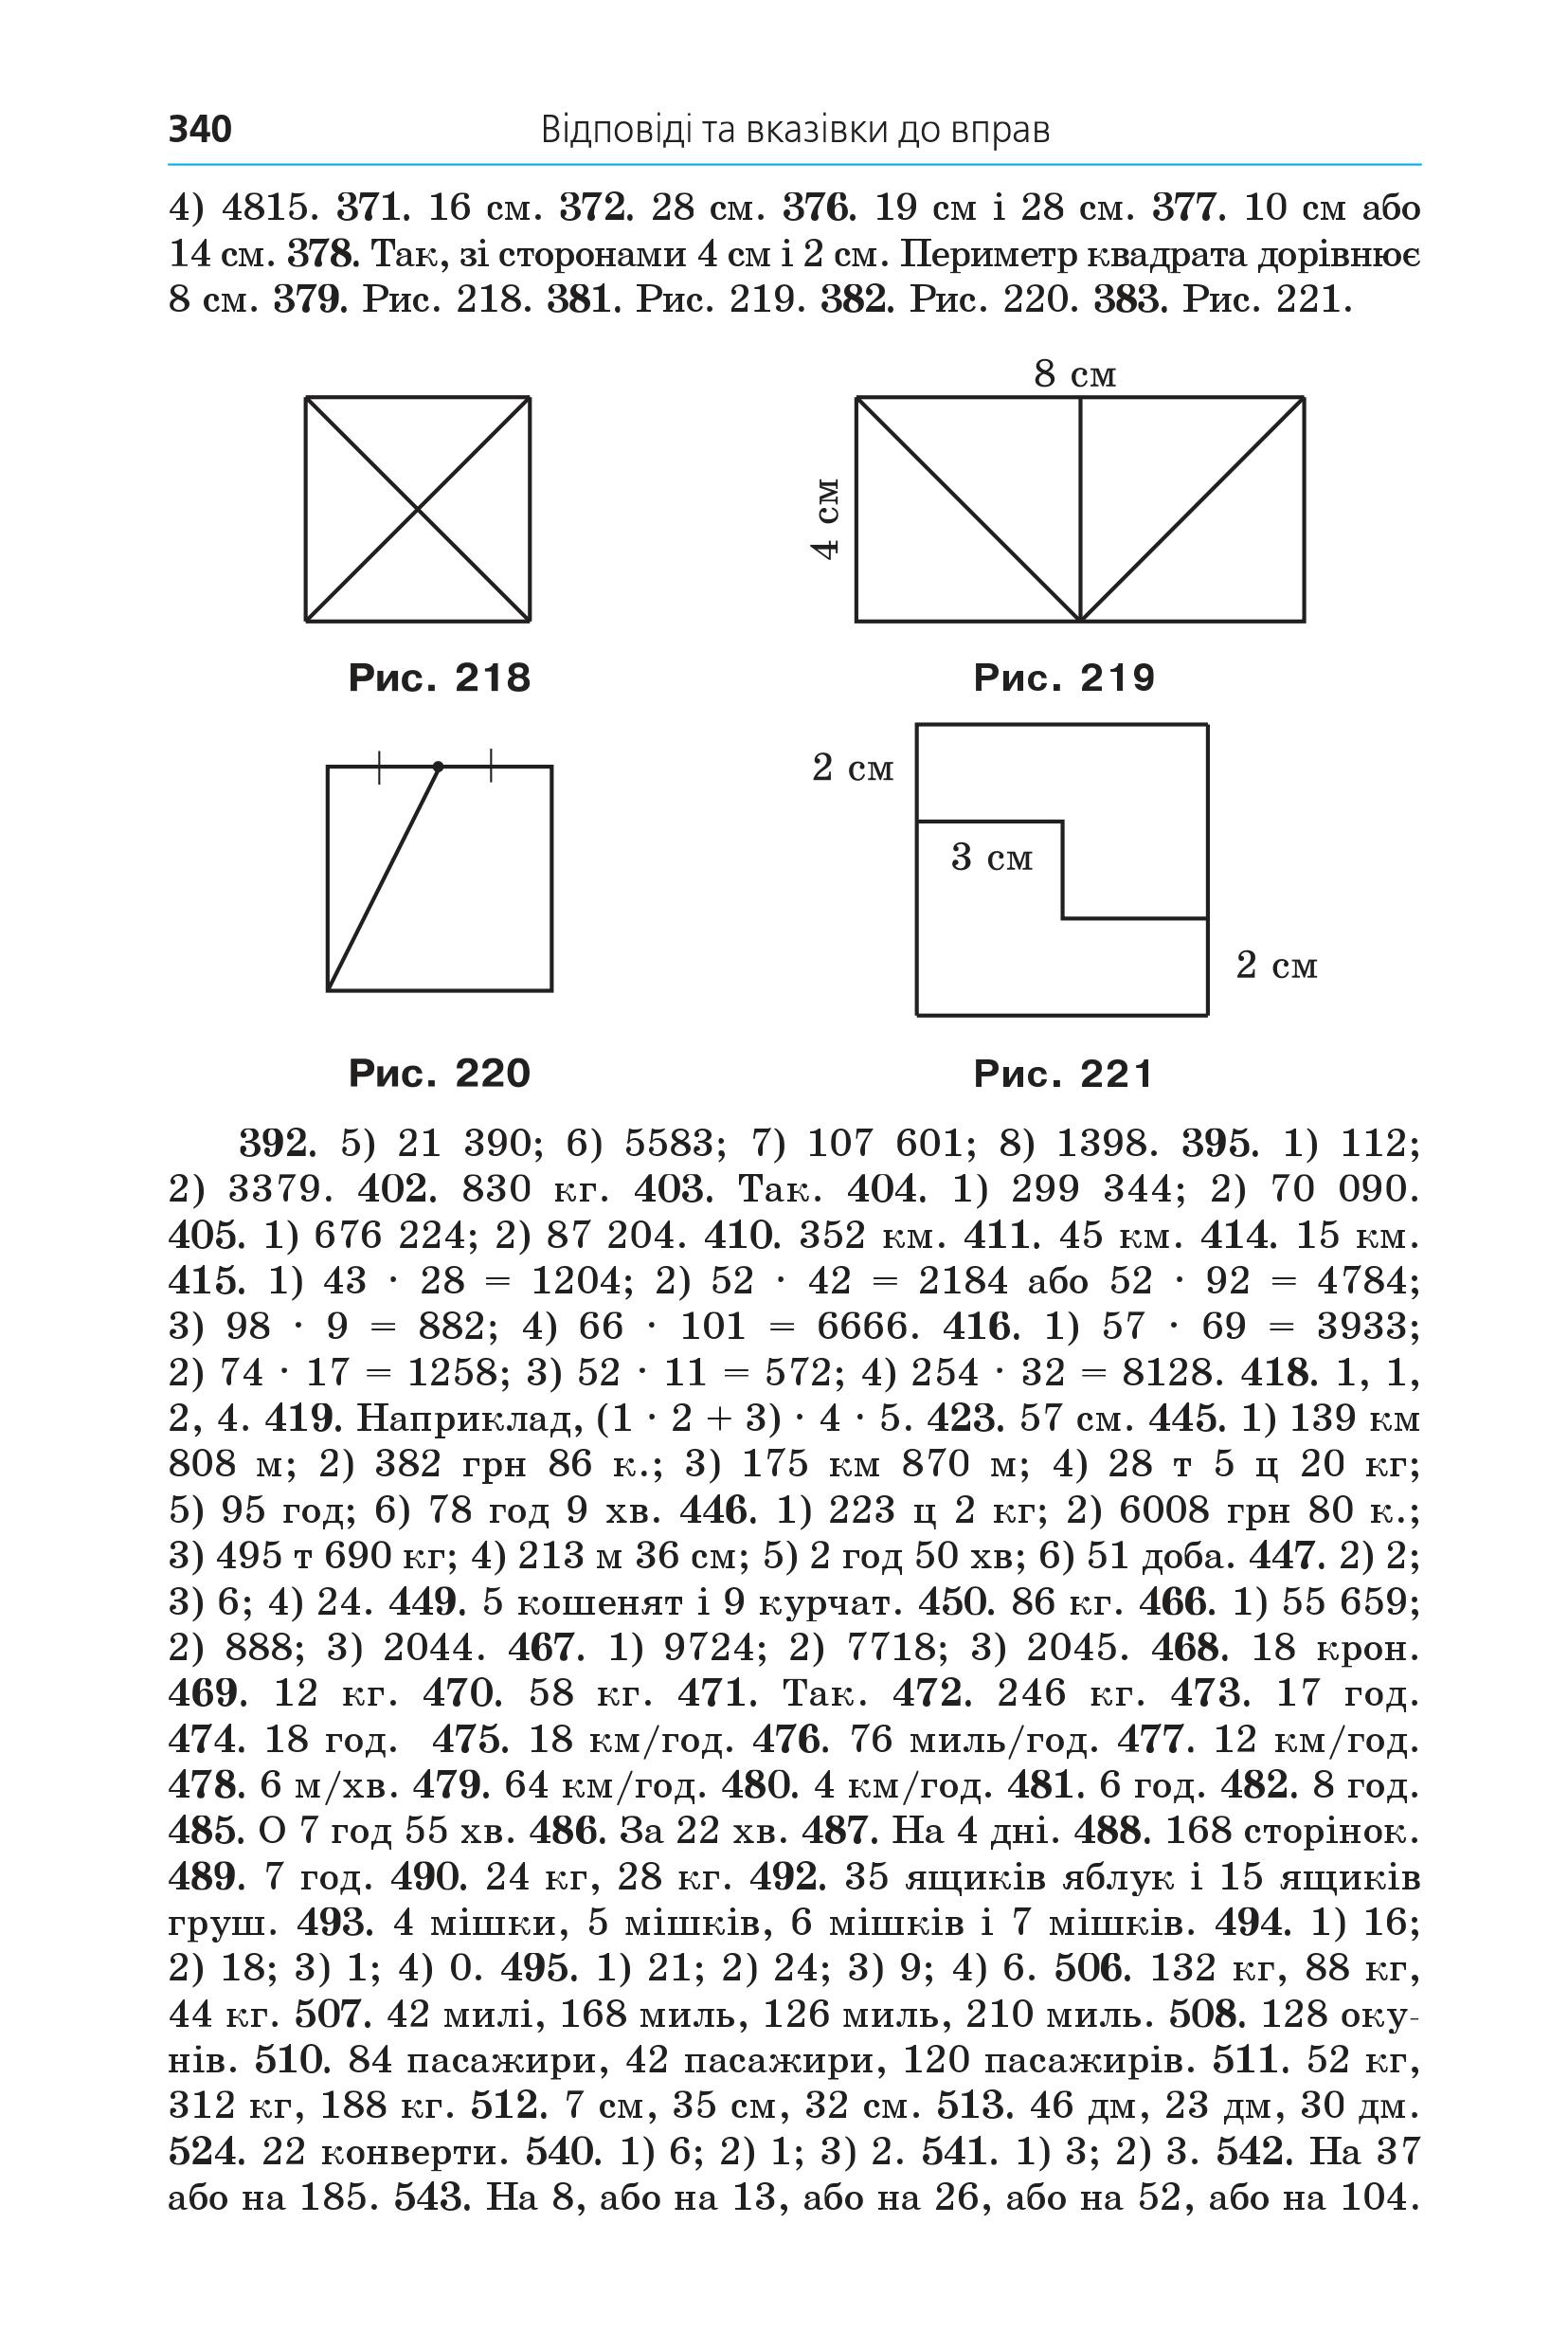 340 Відповіді та вказівки до вправ
4) 4815. 371. 16 см. 372. 28 см. 376. 19 см і 28 см. 377. 10 см або
14 см. 378. Так, зі сторонами 4 см і 2 см. Периметр квадрата дорівнює
8 см. 379. Рис. 218. 381. Рис. 219. 382. Рис. 220. 383. Рис. 221.
8 см
4 см
Рис. 218
Рис. 219
2 см
3 см
2 см
Рис. 220
Рис. 221
392. 5) 21 390; 6) 5583; 7) 107 601; 8) 1398. 395. 1) 112;
2) 3379. 402. 830 кг. 403. Так. 404. 1) 299 344; 2) 70 090.
405. 1) 676 224; 2) 87 204. 410. 352 км. 411. 45 км. 414. 15 км.
415. 1) 43 · 28 = 1204; 2) 52 · 42 = 2184 або 52 · 92 = 4784;
3) 98 · 9 = 882; 4) 66 · 101 = 6666. 416. 1) 57 · 69 = 3933;
2) 74 · 17 = 1258; 3) 52 · 11 = 572; 4) 254 · 32 = 8128. 418. 1, 1,
2, 4. 419. Наприклад, (1 · 2 + 3) · 4 · 5. 423. 57 см. 445. 1) 139 км
808 м; 2) 382 грн 86 к.; 3) 175 км 870 м; 4) 28 т 5 ц 20 кг;
5) 95 год; 6) 78 год 9 хв. 446. 1) 223 ц 2 кг; 2) 6008 грн 80 к.;
3) 495 т 690 кг; 4) 213 м 36 см; 5) 2 год 50 хв; 6) 51 доба. 447. 2) 2;
3) 6; 4) 24. 449. 5 кошенят і 9 курчат. 450. 86 кг. 466. 1) 55 659;
2) 888; 3) 2044. 467. 1) 9724; 2) 7718; 3) 2045. 468. 18 крон.
469. 12 кг. 470. 58 кг. 471. Так. 472. 246 кг. 473. 17 год.
474. 18 год. 475. 18 км/год. 476. 76 миль/год. 477. 12 км/год.
478. 6 м/хв. 479. 64 км/год. 480. 4 км/год. 481. 6 год. 482. 8 год.
485. О 7 год 55 хв. 486. За 22 хв. 487. На 4 дні. 488. 168 сторінок.
489. 7 год. 490. 24 кг, 28 кг. 492. 35 ящиків яблук і 15 ящиків
груш. 493. 4 мішки, 5 мішків, 6 мішків і 7 мішків. 494. 1) 16;
2) 18; 3) 1; 4) 0. 495. 1) 21; 2) 24; 3) 9; 4) 6. 506. 132 кг, 88 кг,
44 кг. 507. 42 милі, 168 миль, 126 миль, 210 миль. 508. 128 оку-
нів. 510. 84 пасажири, 42 пасажири, 120 пасажирів. 511. 52 кг,
312 кг, 188 кг. 512. 7 см, 35 см, 32 см. 513. 46 дм, 23 дм, 30 дм.
524. 22 конверти. 540. 1) 6; 2) 1; 3) 2. 541. 1) 3; 2) 3. 542. На 37
або на 185. 543. На 8, або на 13, або на 26, або на 52, або на 104.